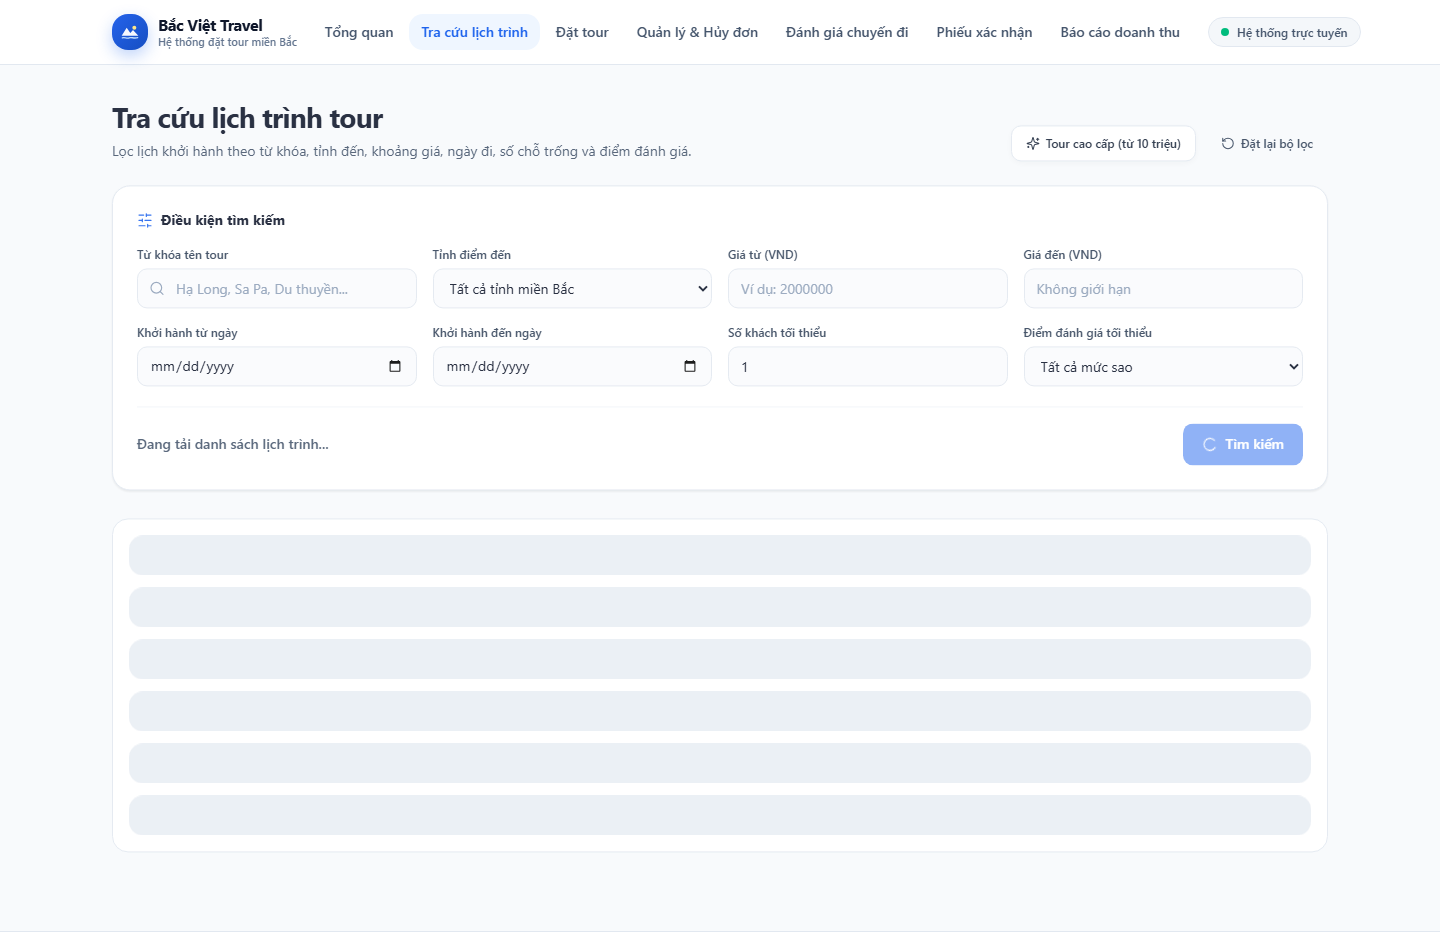 Bắc Việt Travel
Hệ thống đặt tour miền Bắc
Tổng quan
Tra cứu lịch trình
Đặt tour
Quản lý & Hủy đơn
Đánh giá chuyến đi
Phiếu xác nhận
Báo cáo doanh thu
Hệ thống trực tuyến
Tra cứu lịch trình tour
Lọc lịch khởi hành theo từ khóa, tỉnh đến, khoảng giá, ngày đi, số chỗ trống và điểm đánh giá.
Tour cao cấp (từ 10 triệu)
Đặt lại bộ lọc
Điều kiện tìm kiếm
Từ khóa tên tour
Tỉnh điểm đến
Giá từ (VND)
Giá đến (VND)
Hạ Long, Sa Pa, Du thuyền...
Tất cả tỉnh miền Bắc
Ví dụ: 2000000
Không giới hạn
Khởi hành từ ngày
Khởi hành đến ngày
Số khách tối thiểu
Điểm đánh giá tối thiểu
mm/dd/yyyy
mm/dd/yyyy
1
Tất cả mức sao
Đang tải danh sách lịch trình...
Tìm kiếm